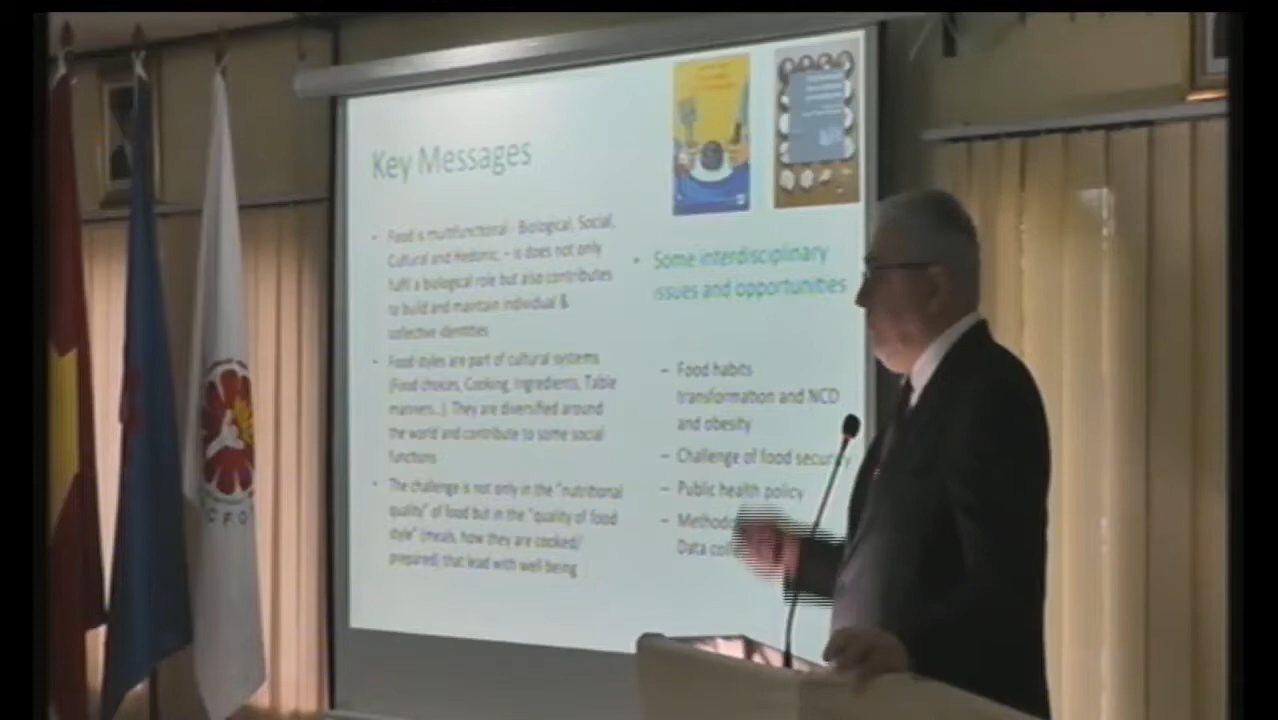 Key Messages
• Food is multifunctional - Biological, Social,
Cultural and Hedonic, – is does not only
fulfil a biological role but also contributes
to build and maintain individual &
collective identities
• Food styles are part of cultural systems
(Food choices, Cooking, Ingredients, Table
manners...). They are diversified around
the world and contribute to some social
functions
• The challenge is not only in the "nutritional
quality" of food but in the "quality of food
style" (meals, how they are cooked/
prepared) that lead with well being
• Some interdisciplinary
issues and opportunities
– Food habits
transformation and NCD
and obesity
– Challenge of food security
– Public health policy
– Methodo
Data coll
CFO